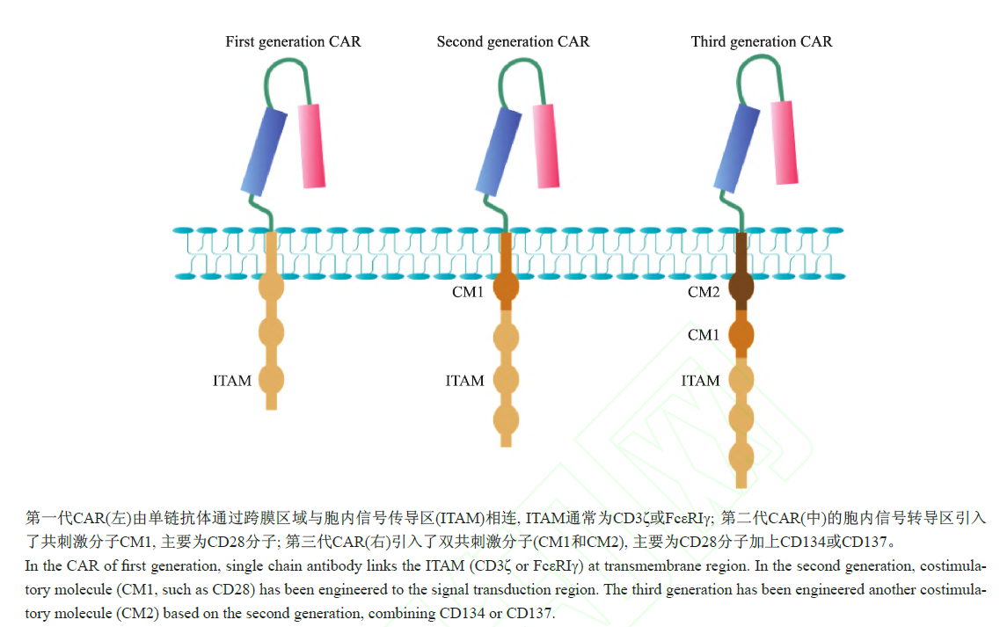 First generation CAR
Second generation CAR
Third generation CAR
CM1
CM2
CM1
ITAM
ITAM
ITAM
第一代CAR(左)由单链抗体通过跨膜区域与胞内信号传导区(ITAM)相连, ITAM通常为CD3ζ或FcεRIγ; 第二代CAR(中)的胞内信号转导区引入
了共刺激分子CM1, 主要为CD28分子; 第三代CAR(右)引入了双共刺激分子(CM1和CM2), 主要为CD28分子加上CD134或CD137。
In the CAR of first generation, single chain antibody links the ITAM (CD3ζ or FcεRIγ) at transmembrane region. In the second generation, costimula-
tory molecule (CM1, such as CD28) has been engineered to the signal transduction region. The third generation has been engineered another costimula-
tory molecule (CM2) based on the second generation, combining CD134 or CD137.